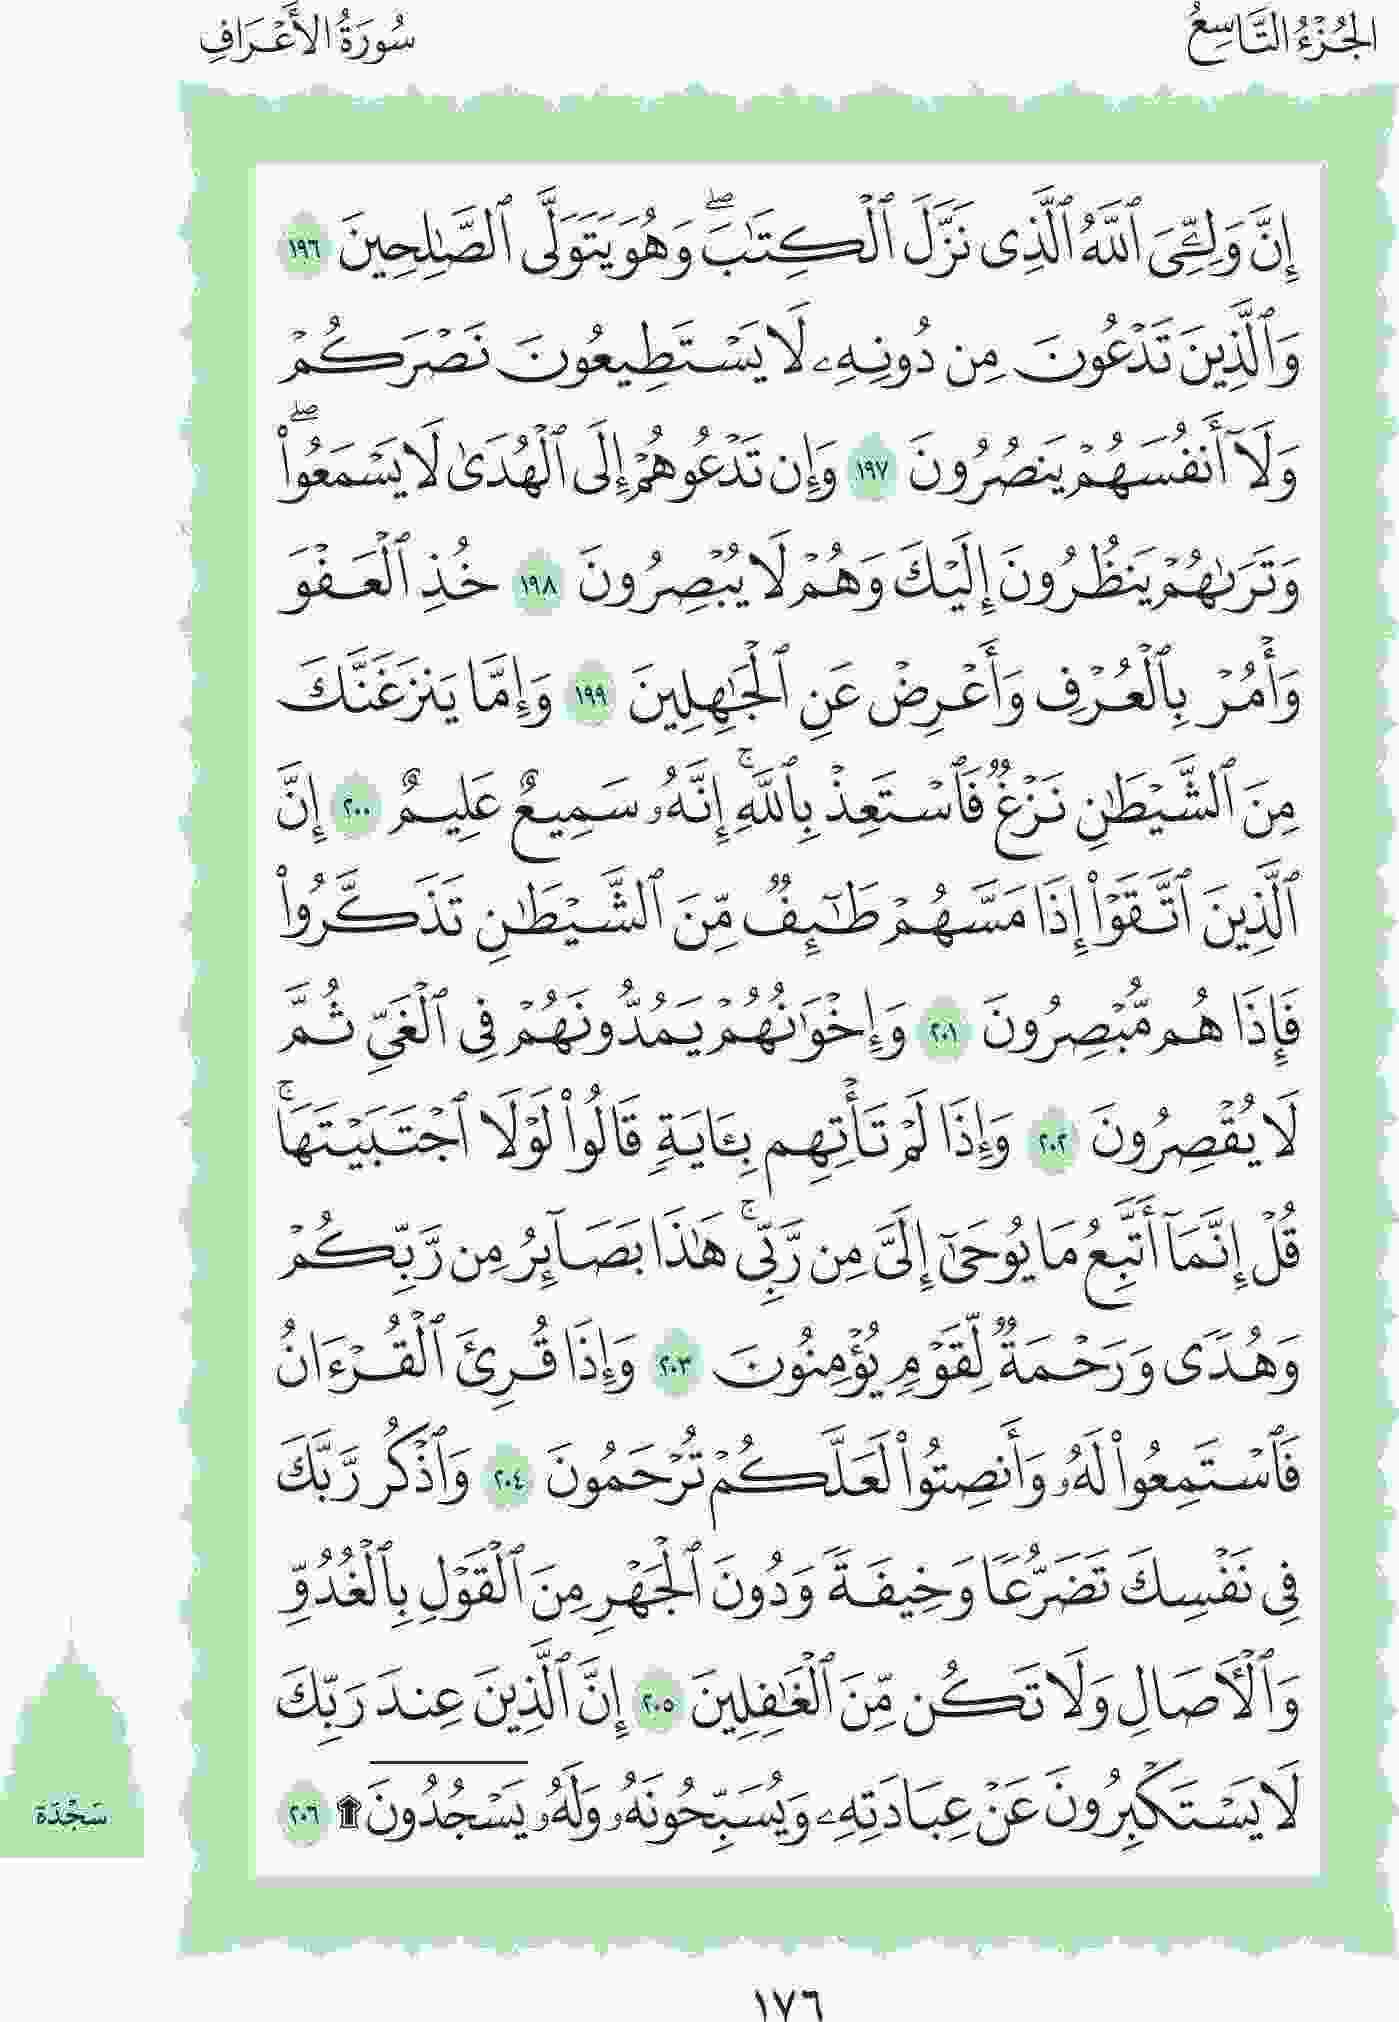 الجُزْءُ التَّاسِعُ
سُورَةُ الأَعْرَافِ
إِنَّ وَلِـِّۧيَ ٱللَّهُ ٱلَّذِى نَزَّلَ ٱلْكِتَـٰبَۖ وَهُوَ يَتَوَلَّى ٱلصَّـٰلِحِينَ ١٩٦
وَٱلَّذِينَ تَدْعُونَ مِن دُونِهِۦ لَا يَسْتَطِيعُونَ نَصْرَكُمْ
وَلَآ أَنفُسَهُمْ يَنصُرُونَ ١٩٧ وَإِن تَدْعُوهُمْ إِلَى ٱلْهُدَىٰ لَا يَسْمَعُوا۟ۖ
وَتَرَىٰهُمْ يَنظُرُونَ إِلَيْكَ وَهُمْ لَا يُبْصِرُونَ ١٩٨ خُذِ ٱلْعَفْوَ
وَأْمُرْ بِٱلْعُرْفِ وَأَعْرِضْ عَنِ ٱلْجَـٰهِلِينَ ١٩٩ وَإِمَّا يَنزَغَنَّكَ
مِنَ ٱلشَّيْطَـٰنِ نَزْغٌ فَٱسْتَعِذْ بِٱللَّهِۚ إِنَّهُۥ سَمِيعٌ عَلِيمٌ ٢٠٠ إِنَّ
ٱلَّذِينَ ٱتَّقَوْا۟ إِذَا مَسَّهُمْ طَـٰٓئِفٌ مِّنَ ٱلشَّيْطَـٰنِ تَذَكَّرُوا۟
فَإِذَا هُم مُّبْصِرُونَ ٢٠١ وَإِخْوَٰنُهُمْ يَمُدُّونَهُمْ فِى ٱلْغَىِّ ثُمَّ
لَا يُقْصِرُونَ ٢٠٢ وَإِذَا لَمْ تَأْتِهِم بِـَٔايَةٍ قَالُوا۟ لَوْلَا ٱجْتَبَيْتَهَاۚ
قُلْ إِنَّمَآ أَتَّبِعُ مَا يُوحَىٰٓ إِلَىَّ مِن رَّبِّىۚ هَـٰذَا بَصَآئِرُ مِن رَّبِّكُمْ
وَهُدًى وَرَحْمَةٌ لِّقَوْمٍ يُؤْمِنُونَ ٢٠٣ وَإِذَا قُرِئَ ٱلْقُرْءَانُ
فَٱسْتَمِعُوا۟ لَهُۥ وَأَنصِتُوا۟ لَعَلَّكُمْ تُرْحَمُونَ ٢٠٤ وَٱذْكُر رَّبَّكَ
فِى نَفْسِكَ تَضَرُّعًا وَخِيفَةً وَدُونَ ٱلْجَهْرِ مِنَ ٱلْقَوْلِ بِٱلْغُدُوِّ
وَٱلْـَٔاصَالِ وَلَا تَكُن مِّنَ ٱلْغَـٰفِلِينَ ٢٠٥ إِنَّ ٱلَّذِينَ عِندَ رَبِّكَ
لَا يَسْتَكْبِرُونَ عَنْ عِبَادَتِهِۦ وَيُسَبِّحُونَهُۥ وَلَهُۥ يَسْجُدُونَ ۩ ٢٠٦
سَجْدَة
١٧٦